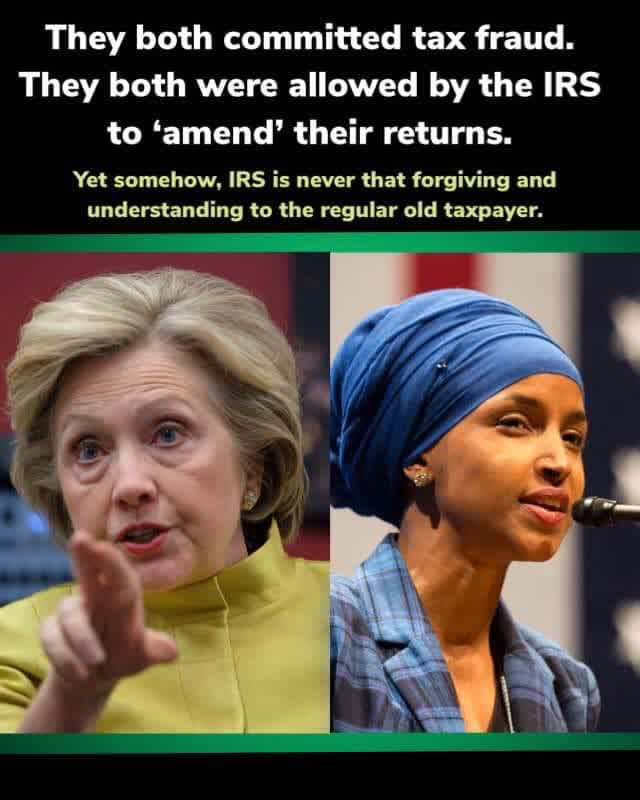 They both committed tax fraud.
They both were allowed by the IRS
to ‘amend’ their returns.
Yet somehow, IRS is never that forgiving and
understanding to the regular old taxpayer.